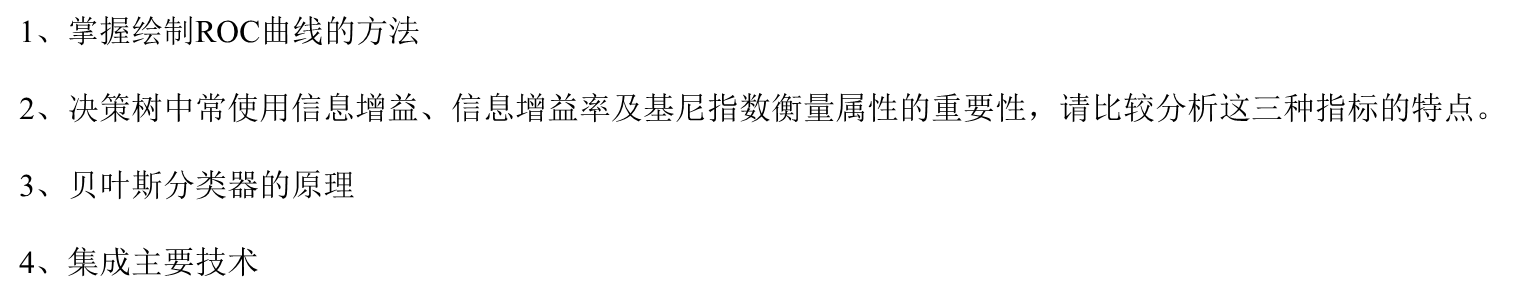 1、掌握绘制ROC曲线的方法
2、决策树中常使用信息增益、信息增益率及基尼指数衡量属性的重要性，请比较分析这三种指标的特点。
3、贝叶斯分类器的原理
4、集成主要技术